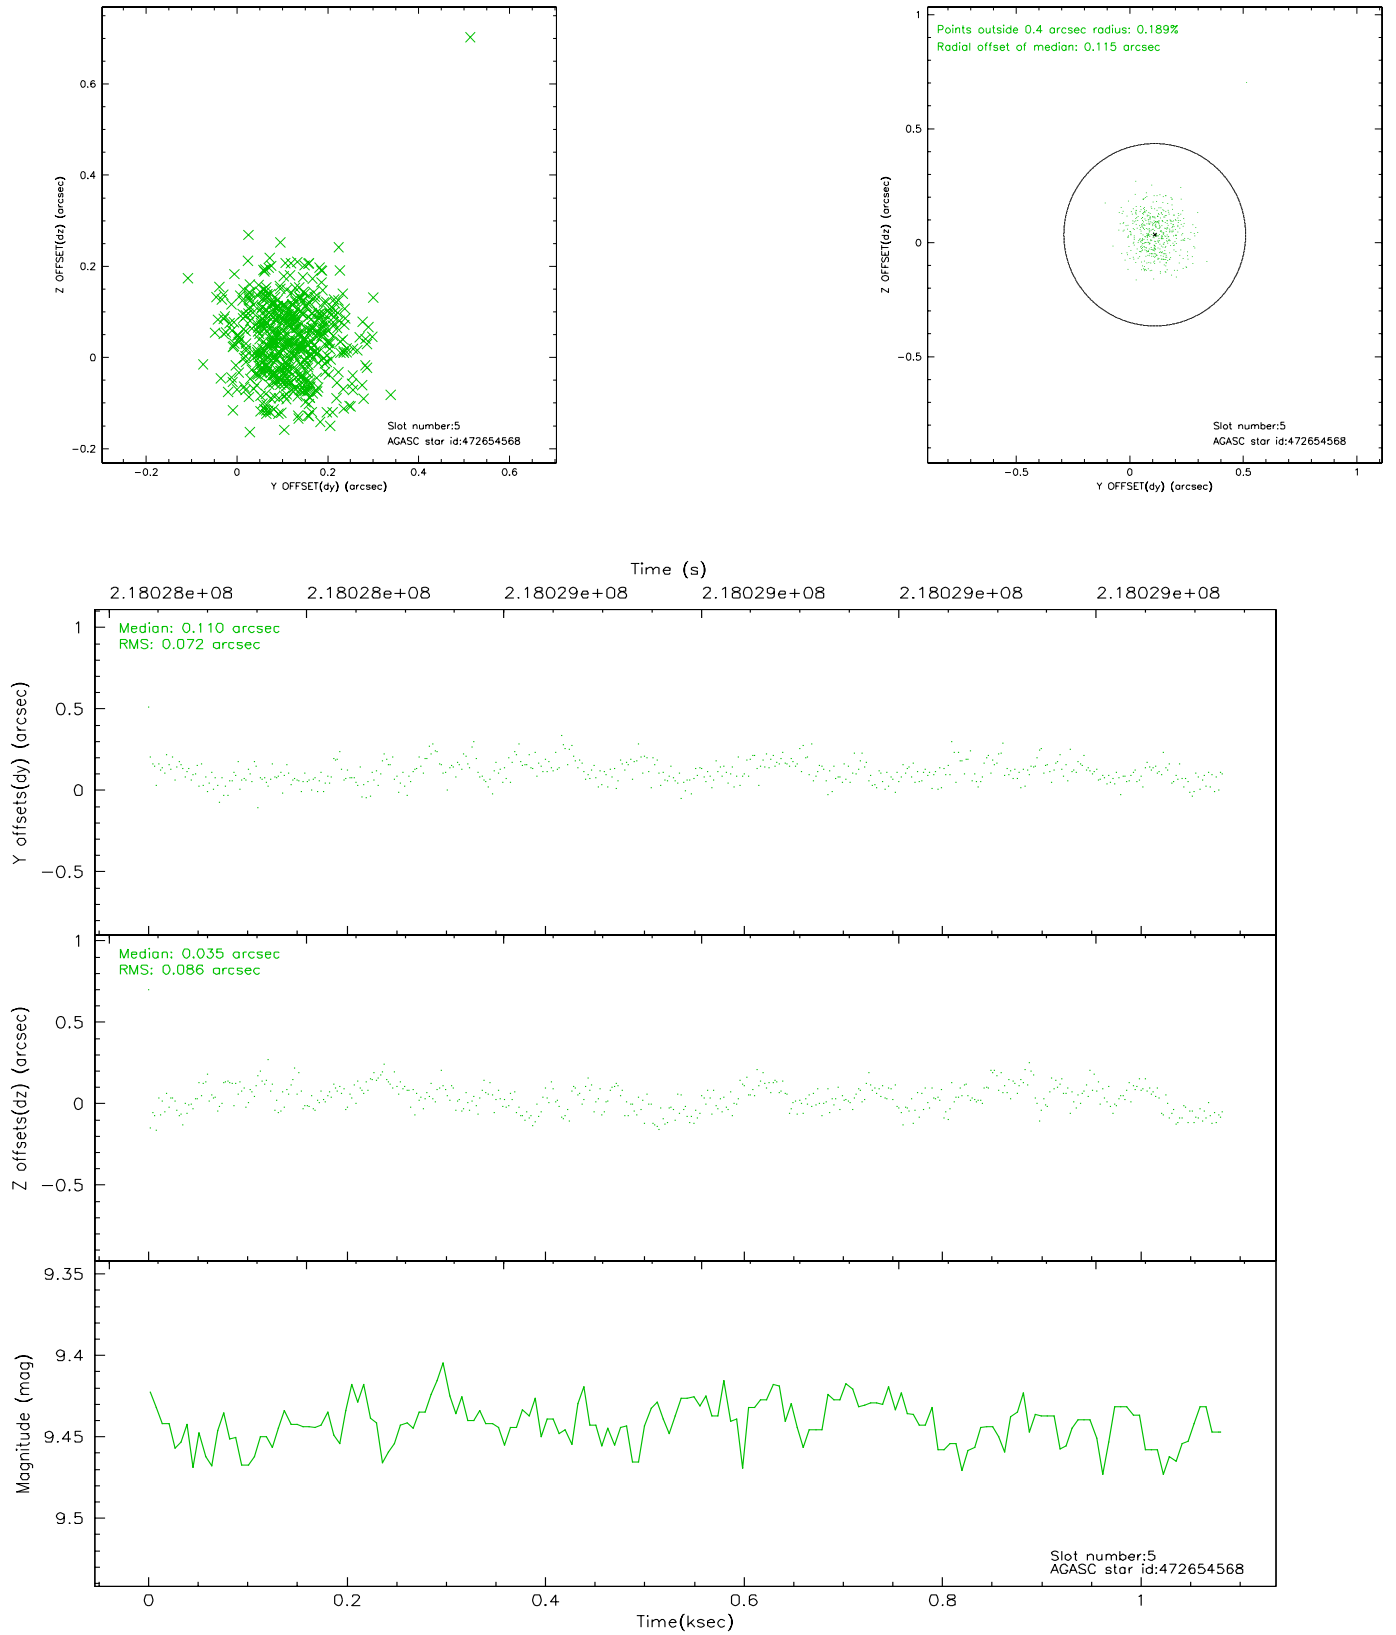 0.6
0.4
0.2
0
−0.2
Z OFFSET(dz) (arcsec)
Slot number:5
AGASC star id:472654568
−0.2 0 0.2 0.4 0.6
Y OFFSET(dy) (arcsec)
Points outside 0.4 arcsec radius: 0.189%
Radial offset of median: 0.115 arcsec
1
0.5
0
−0.5
Z OFFSET(dz) (arcsec)
Slot number:5
AGASC star id:472654568
−0.5 0 0.5 1
Y OFFSET(dy) (arcsec)
Time (s)
2.18028e+08 2.18028e+08 2.18029e+08 2.18029e+08 2.18029e+08 2.18029e+08
Median: 0.110 arcsec
RMS: 0.072 arcsec
1
0.5
0
−0.5
Y offsets(dy) (arcsec)
Median: 0.035 arcsec
RMS: 0.086 arcsec
1
0.5
0
−0.5
Z offsets(dz) (arcsec)
9.35
9.4
9.45
9.5
Magnitude (mag)
Slot number:5
AGASC star id:472654568
0 0.2 0.4 0.6 0.8 1
Time(ksec)